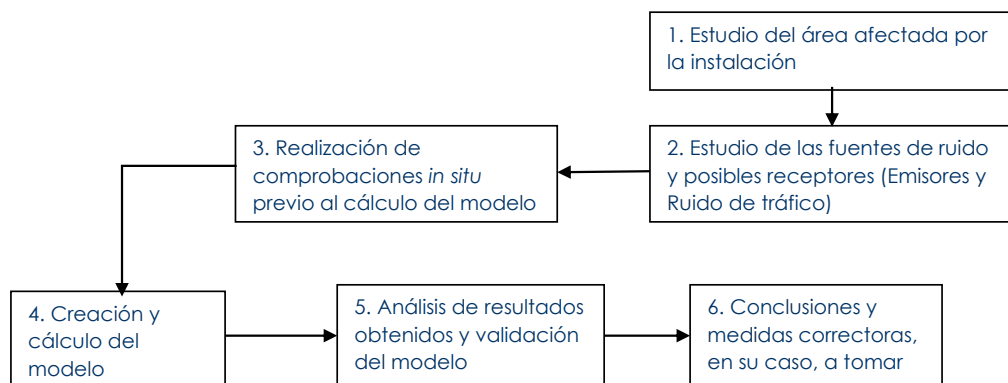 1. Estudio del área afectada por
la instalación
2. Estudio de las fuentes de ruido
y posibles receptores (Emisores y
Ruido de tráfico)
3. Realización de
comprobaciones in situ
previo al cálculo del modelo
4. Creación y
cálculo del
modelo
5. Análisis de resultados
obtenidos y validación
del modelo
6. Conclusiones y
medidas correctoras,
en su caso, a tomar